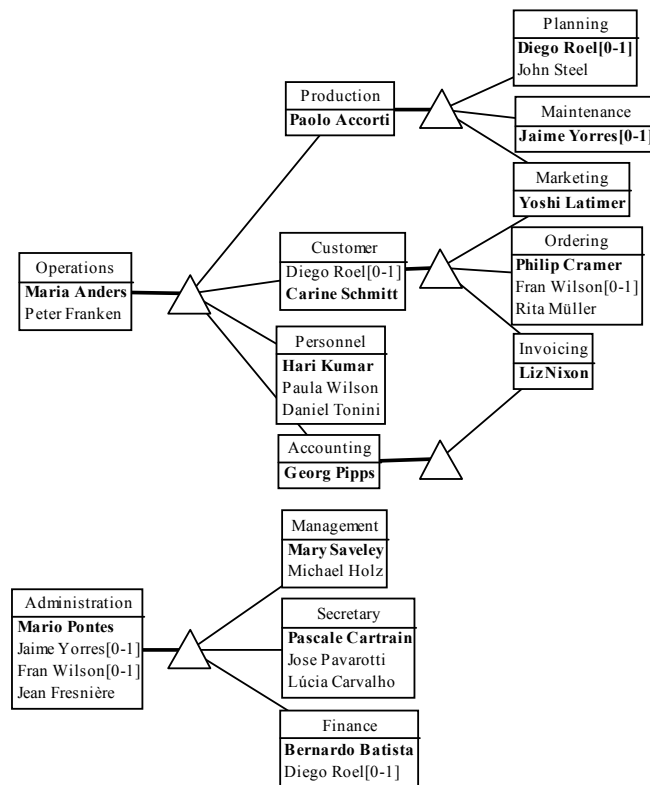 Planning
Diego Roel[0-1]
John Steel
Production
Paolo Accorti
Maintenance
Jaime Yorres[0-1]
Marketing
Yoshi Latimer
Customer
Diego Roel[0-1]
Carine Schmitt
Ordering
Philip Cramer
Fran Wilson[0-1]
Rita Müller
Operations
Maria Anders
Peter Franken
Personnel
Hari Kumar
Paula Wilson
Daniel Tonini
Invoicing
Liz Nixon
Accounting
Georg Pipps
Management
Mary Saveley
Michael Holz
Administration
Mario Pontes
Jaime Yorres[0-1]
Fran Wilson[0-1]
Jean Fresnière
Secretary
Pascale Cartrain
Jose Pavarotti
Lúcia Carvalho
Finance
Bernardo Batista
Diego Roel[0-1]